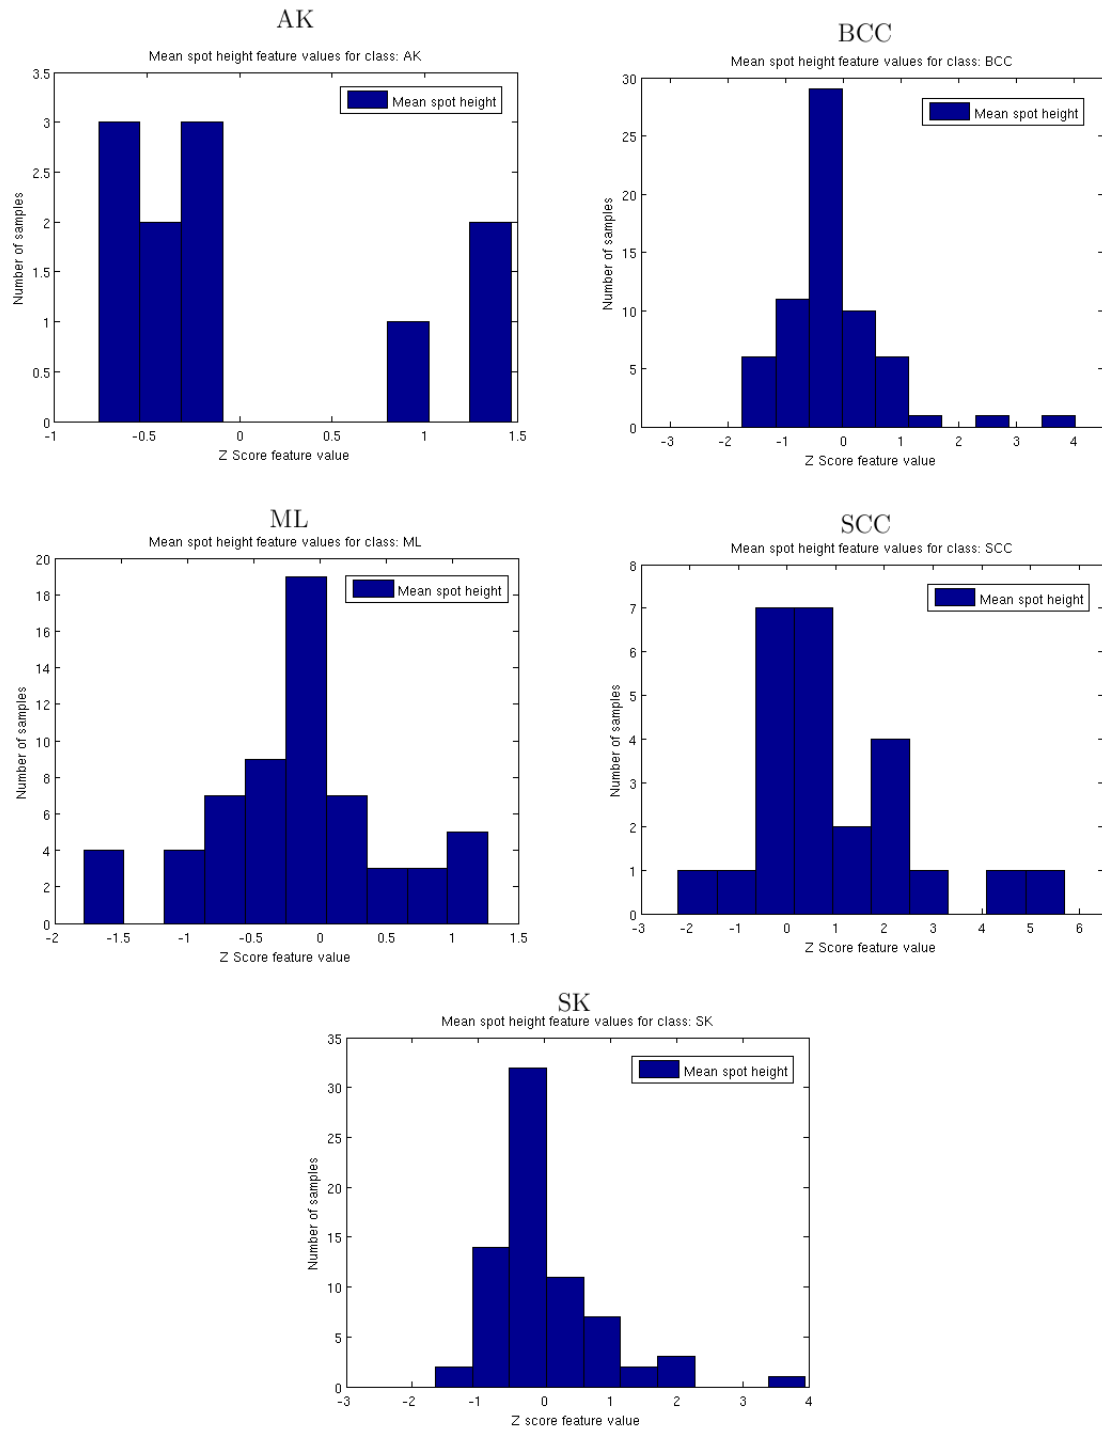 AK
Mean spot height feature values for class: AK
3.5
3
2.5
2
1.5
1
0.5
0
Number of samples
Mean spot height
-1 -0.5 0 0.5 1 1.5
Z Score feature value
BCC
Mean spot height feature values for class: BCC
30
25
20
15
10
5
0
Number of samples
Mean spot height
-3 -2 -1 0 1 2 3 4
Z Score feature value
ML
Mean spot height feature values for class: ML
20
18
16
14
12
10
8
6
4
2
0
Number of samples
Mean spot height
-2 -1.5 -1 -0.5 0 0.5 1 1.5
Z Score feature value
SCC
Mean spot height feature values for class: SCC
8
7
6
5
4
3
2
1
0
Number of samples
Mean spot height
-3 -2 -1 0 1 2 3 4 5 6
Z Score feature value
SK
Mean spot height feature values for class: SK
35
30
25
20
15
10
5
0
Number of samples
Mean spot height
-3 -2 -1 0 1 2 3 4
Z score feature value